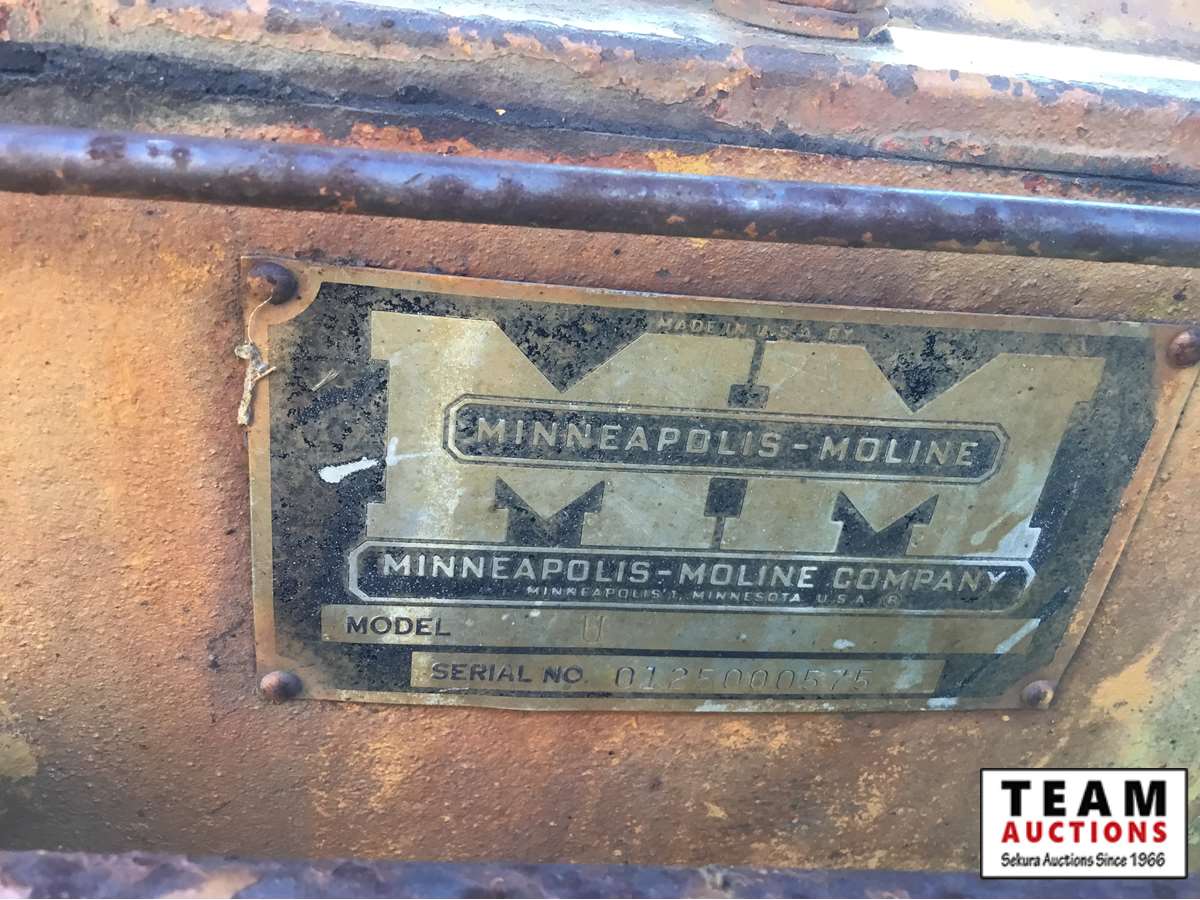 MADE IN U.S.A. BY
MM
MINNEAPOLIS-MOLINE
MINNEAPOLIS-MOLINE COMPANY
MINNEAPOLIS 1, MINNESOTA U.S.A.
MODEL U
SERIAL NO. 0125000575
TEAM
AUCTIONS
Sekura Auctions Since 1966